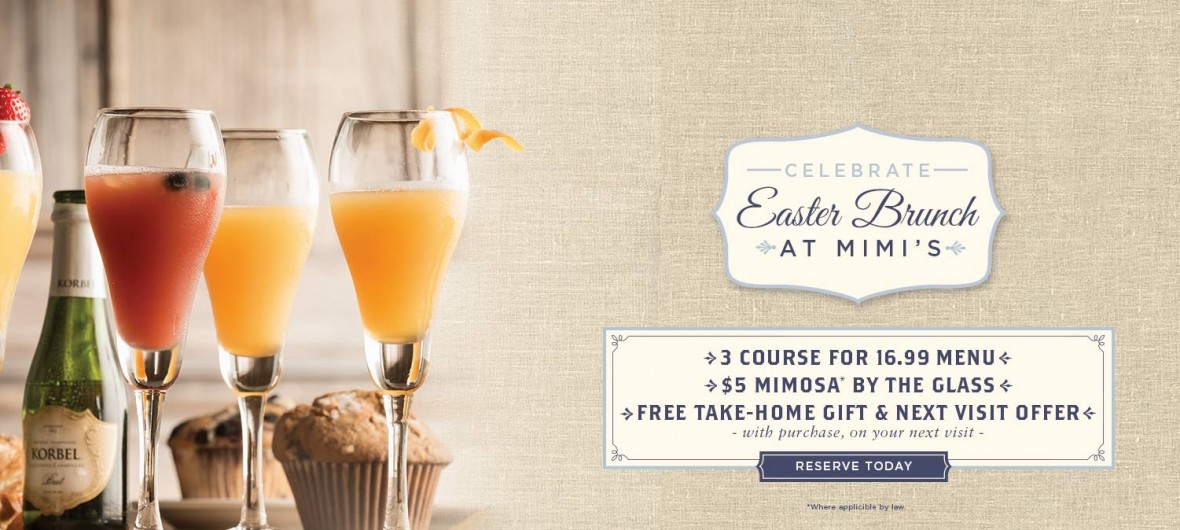 CELEBRATE
Easter Brunch
AT MIMI'S
3 COURSE FOR 16.99 MENU
$5 MIMOSA* BY THE GLASS
FREE TAKE-HOME GIFT & NEXT VISIT OFFER
- with purchase, on your next visit -
RESERVE TODAY
*Where applicible by law.
KORBEL
KORBEL
Brut